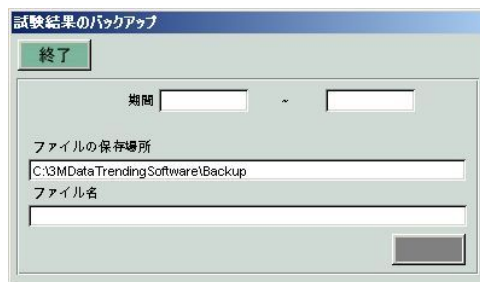 試験結果のバックアップ
終了
期間 ~
ファイルの保存場所
C:\3MDataTrendingSoftware\Backup
ファイル名